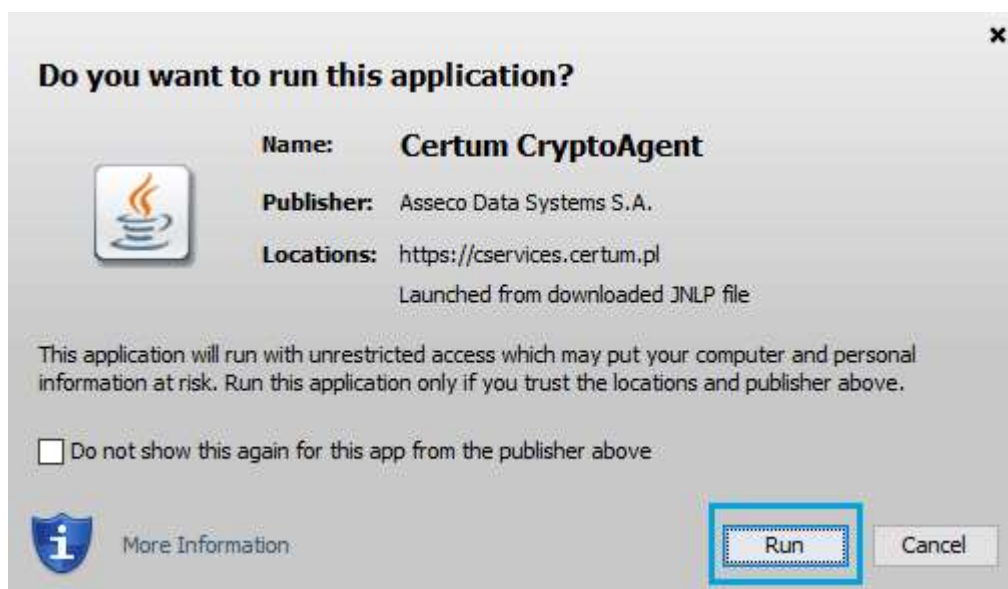 Do you want to run this application?
Name: Certum CryptoAgent
Publisher: Asseco Data Systems S.A.
Locations: https://cservices.certum.pl
Launched from downloaded JNLP file
This application will run with unrestricted access which may put your computer and personal
information at risk. Run this application only if you trust the locations and publisher above.
Do not show this again for this app from the publisher above
More Information
Run Cancel